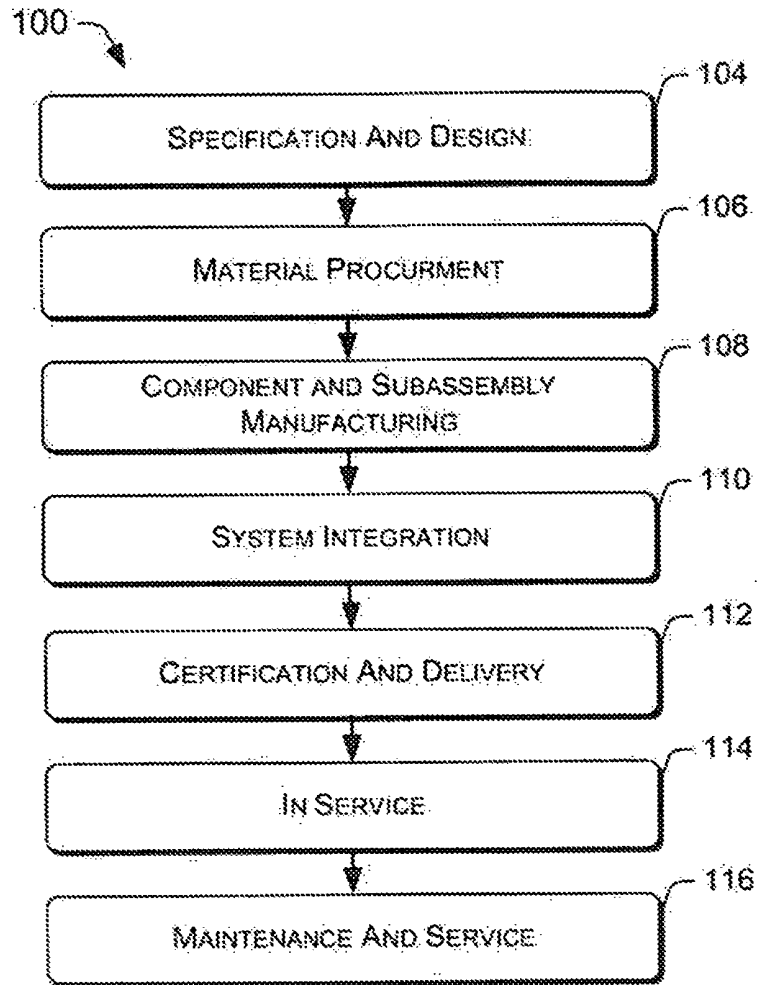 100
104
SPECIFICATION AND DESIGN
106
MATERIAL PROCURMENT
108
COMPONENT AND SUBASSEMBLY
MANUFACTURING
110
SYSTEM INTEGRATION
112
CERTIFICATION AND DELIVERY
114
IN SERVICE
116
MAINTENANCE AND SERVICE